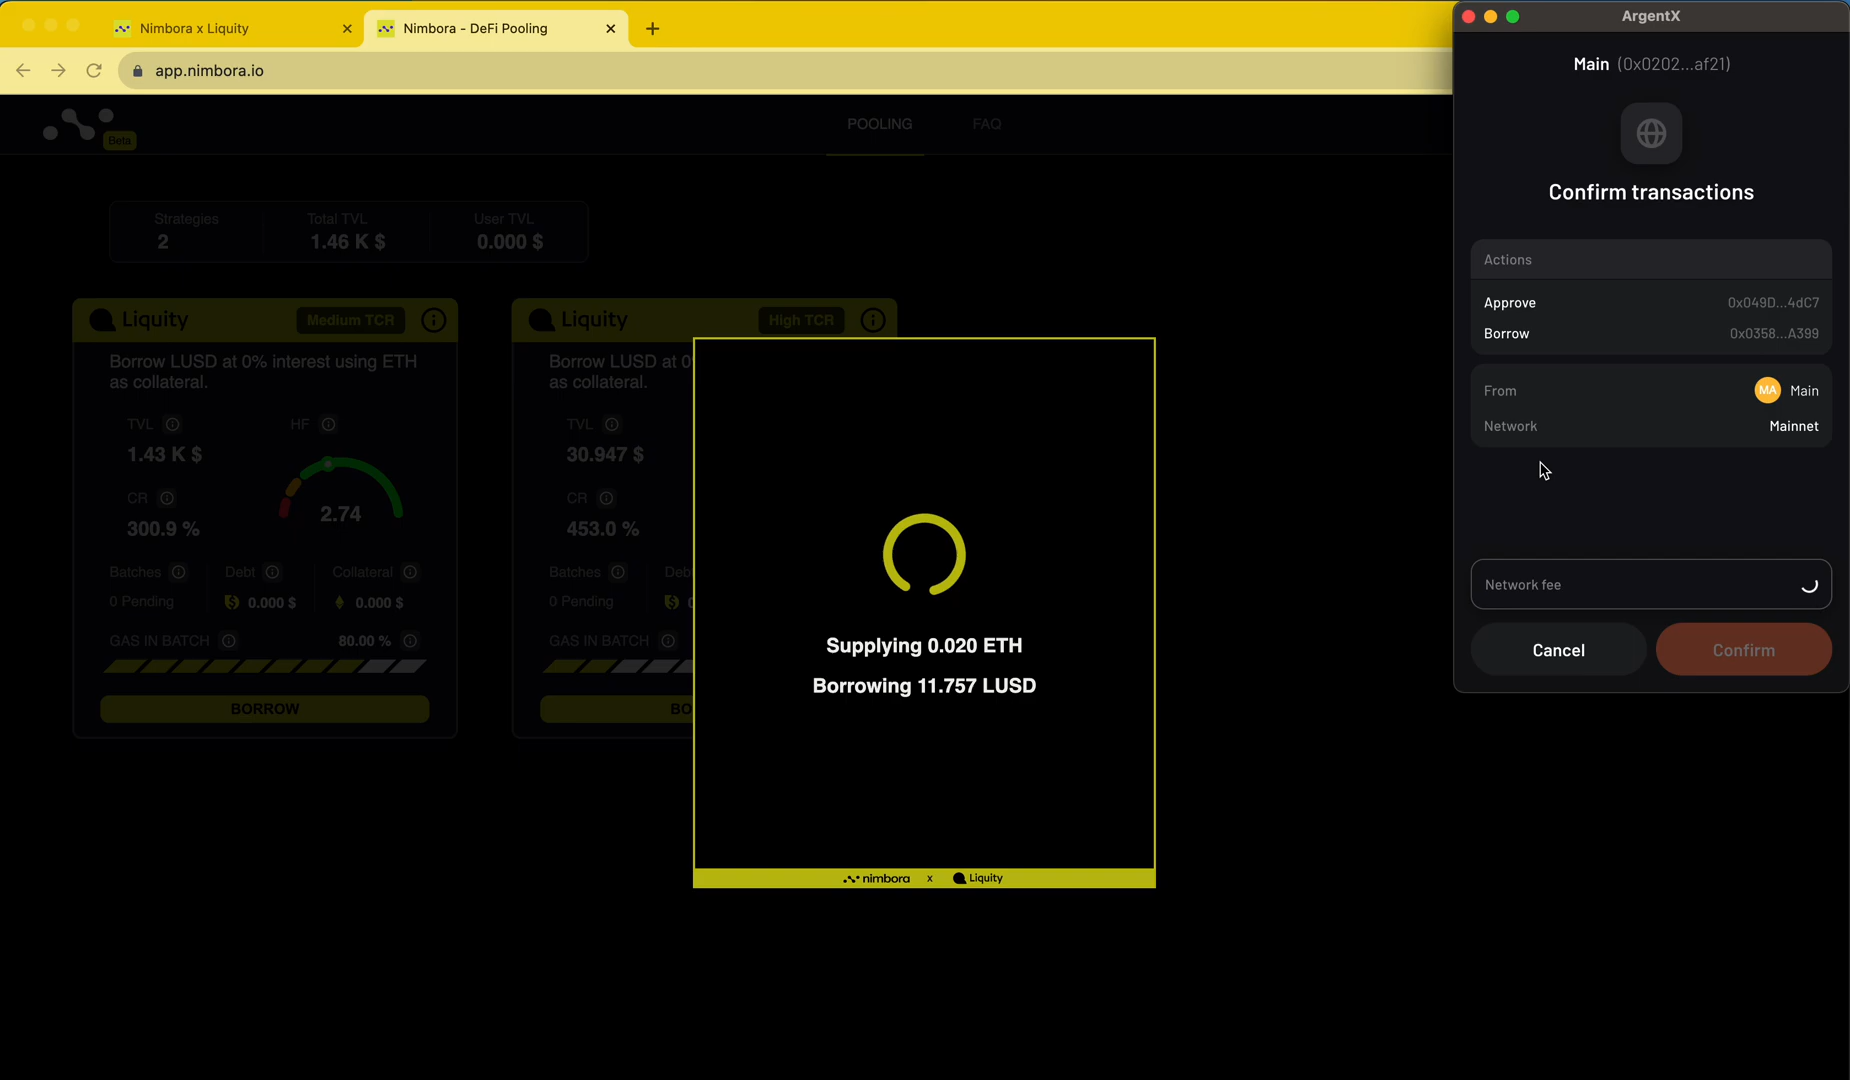 Nimbora x Liquity
Nimbora - DeFi Pooling
app.nimbora.io
Beta
POOLING
FAQ
Strategies
2
Total TVL
1.46 K $
User TVL
0.000 $
Liquity
Medium TCR
Borrow LUSD at 0% interest using ETH
as collateral.
TVL
HF
1.43 K $
CR
2.74
300.9 %
Batches
Debt
Collateral
0 Pending
0.000 $
0.000 $
GAS IN BATCH
80.00 %
BORROW
Liquity
High TCR
Borrow LUSD at 0
as collateral.
TVL
30.947 $
CR
453.0 %
Batches
0 Pending
GAS IN BATCH
Supplying 0.020 ETH
Borrowing 11.757 LUSD
nimbora x Liquity
ArgentX
Main (0x0202...af21)
Confirm transactions
Actions
Approve 0x049D...4dC7
Borrow 0x0358...A399
From MA Main
Network Mainnet
Network fee
Cancel
Confirm